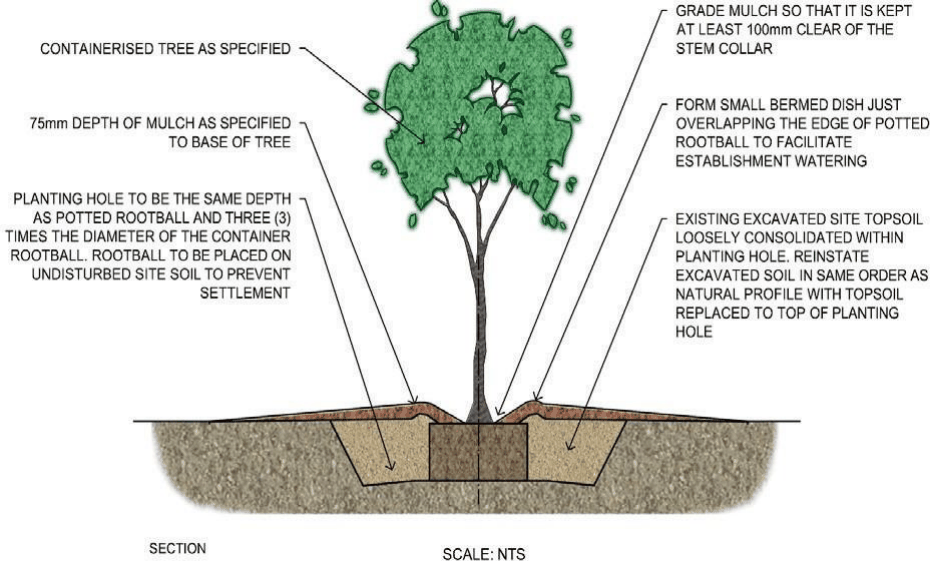 CONTAINERISED TREE AS SPECIFIED
75mm DEPTH OF MULCH AS SPECIFIED
TO BASE OF TREE
PLANTING HOLE TO BE THE SAME DEPTH
AS POTTED ROOTBALL AND THREE (3)
TIMES THE DIAMETER OF THE CONTAINER
ROOTBALL. ROOTBALL TO BE PLACED ON
UNDISTURBED SITE SOIL TO PREVENT
SETTLEMENT
GRADE MULCH SO THAT IT IS KEPT
AT LEAST 100mm CLEAR OF THE
STEM COLLAR
FORM SMALL BERMED DISH JUST
OVERLAPPING THE EDGE OF POTTED
ROOTBALL TO FACILITATE
ESTABLISHMENT WATERING
EXISTING EXCAVATED SITE TOPSOIL
LOOSELY CONSOLIDATED WITHIN
PLANTING HOLE. REINSTATE
EXCAVATED SOIL IN SAME ORDER AS
NATURAL PROFILE WITH TOPSOIL
REPLACED TO TOP OF PLANTING
HOLE
SECTION
SCALE: NTS